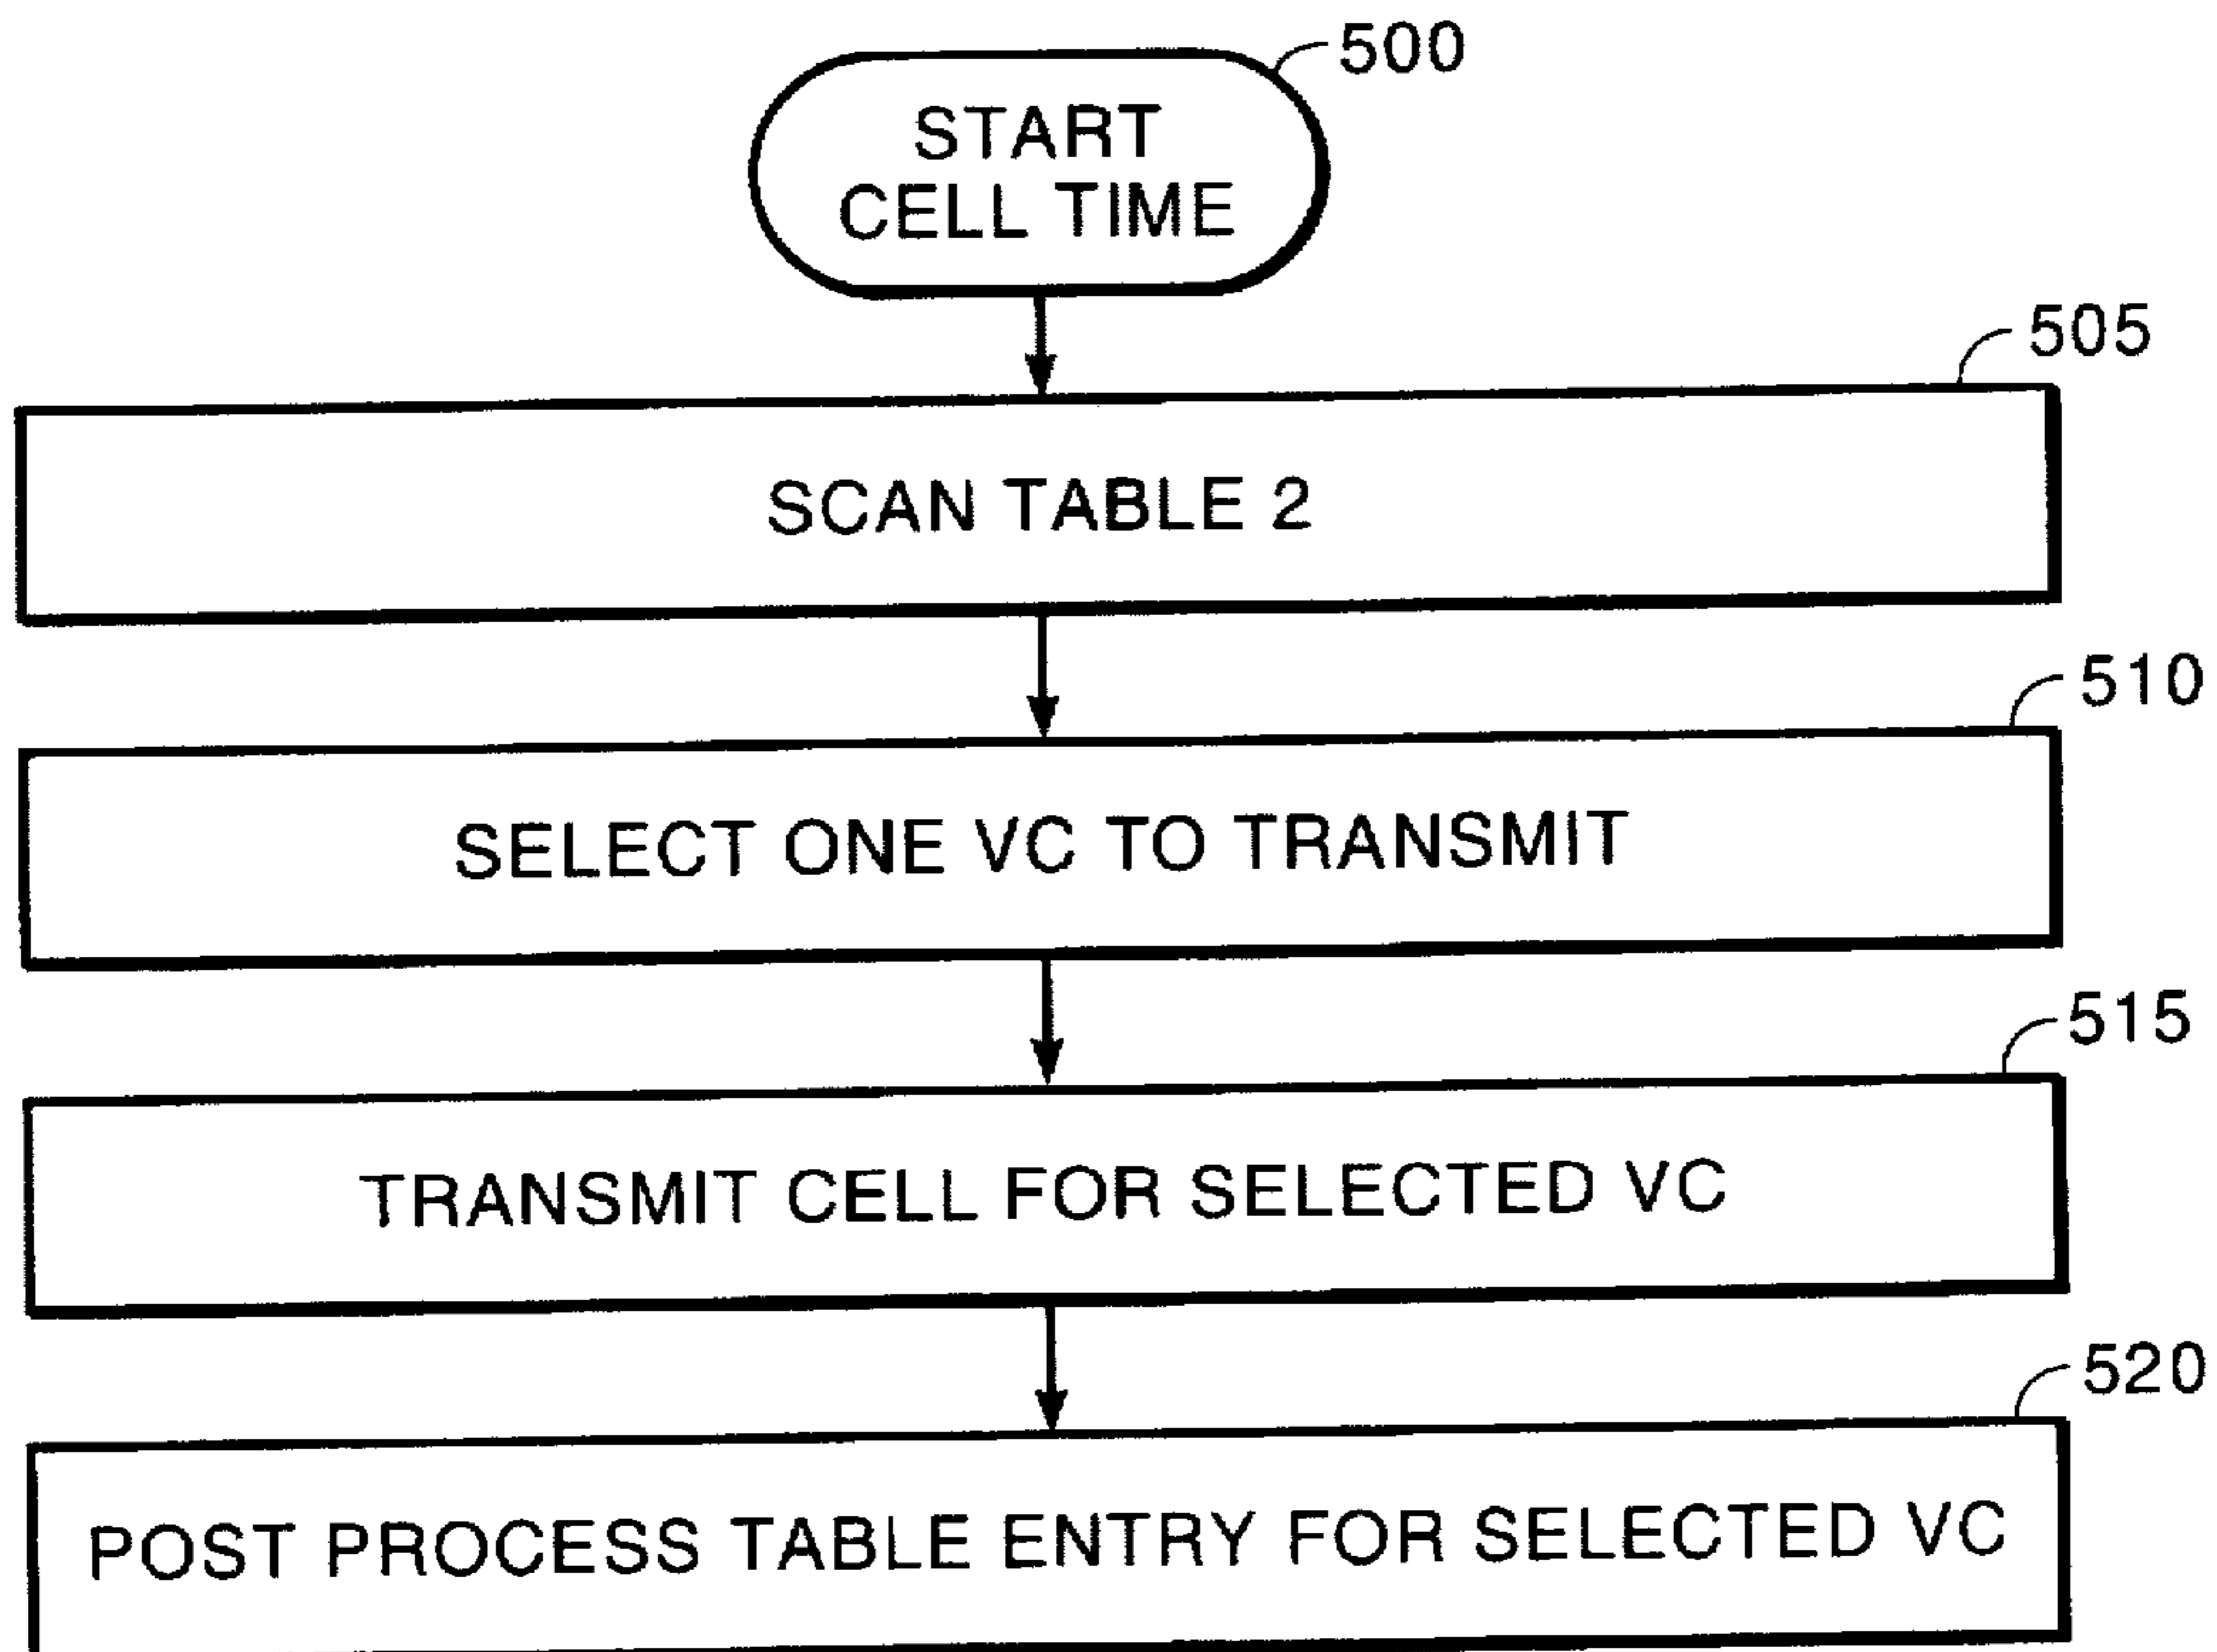 500
START
CELL TIME
505
SCAN TABLE 2
510
SELECT ONE VC TO TRANSMIT
515
TRANSMIT CELL FOR SELECTED VC
520
POST PROCESS TABLE ENTRY FOR SELECTED VC